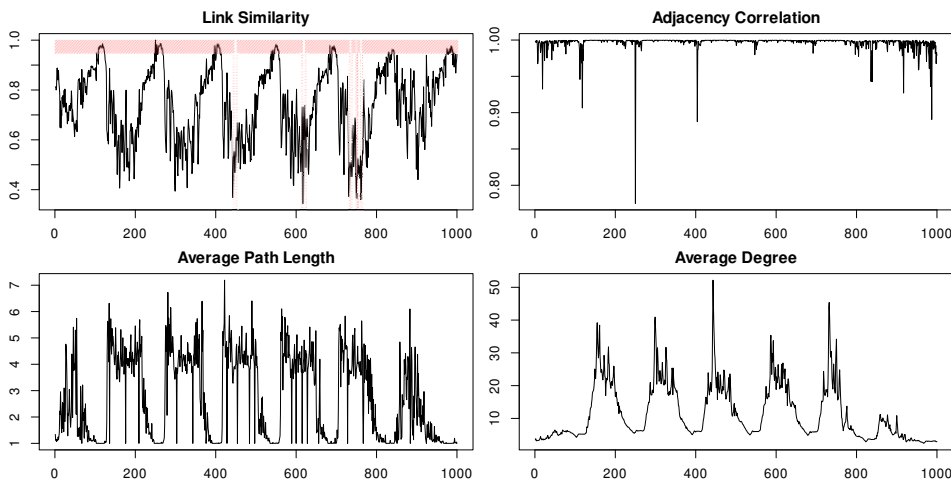 Link Similarity
1.0
0.8
0.6
0.4
0 200 400 600 800 1000
Adjacency Correlation
1.00
0.90
0.80
0 200 400 600 800 1000
Average Path Length
7
6
5
4
3
2
1
0 200 400 600 800 1000
Average Degree
50
40
30
20
10
0 200 400 600 800 1000